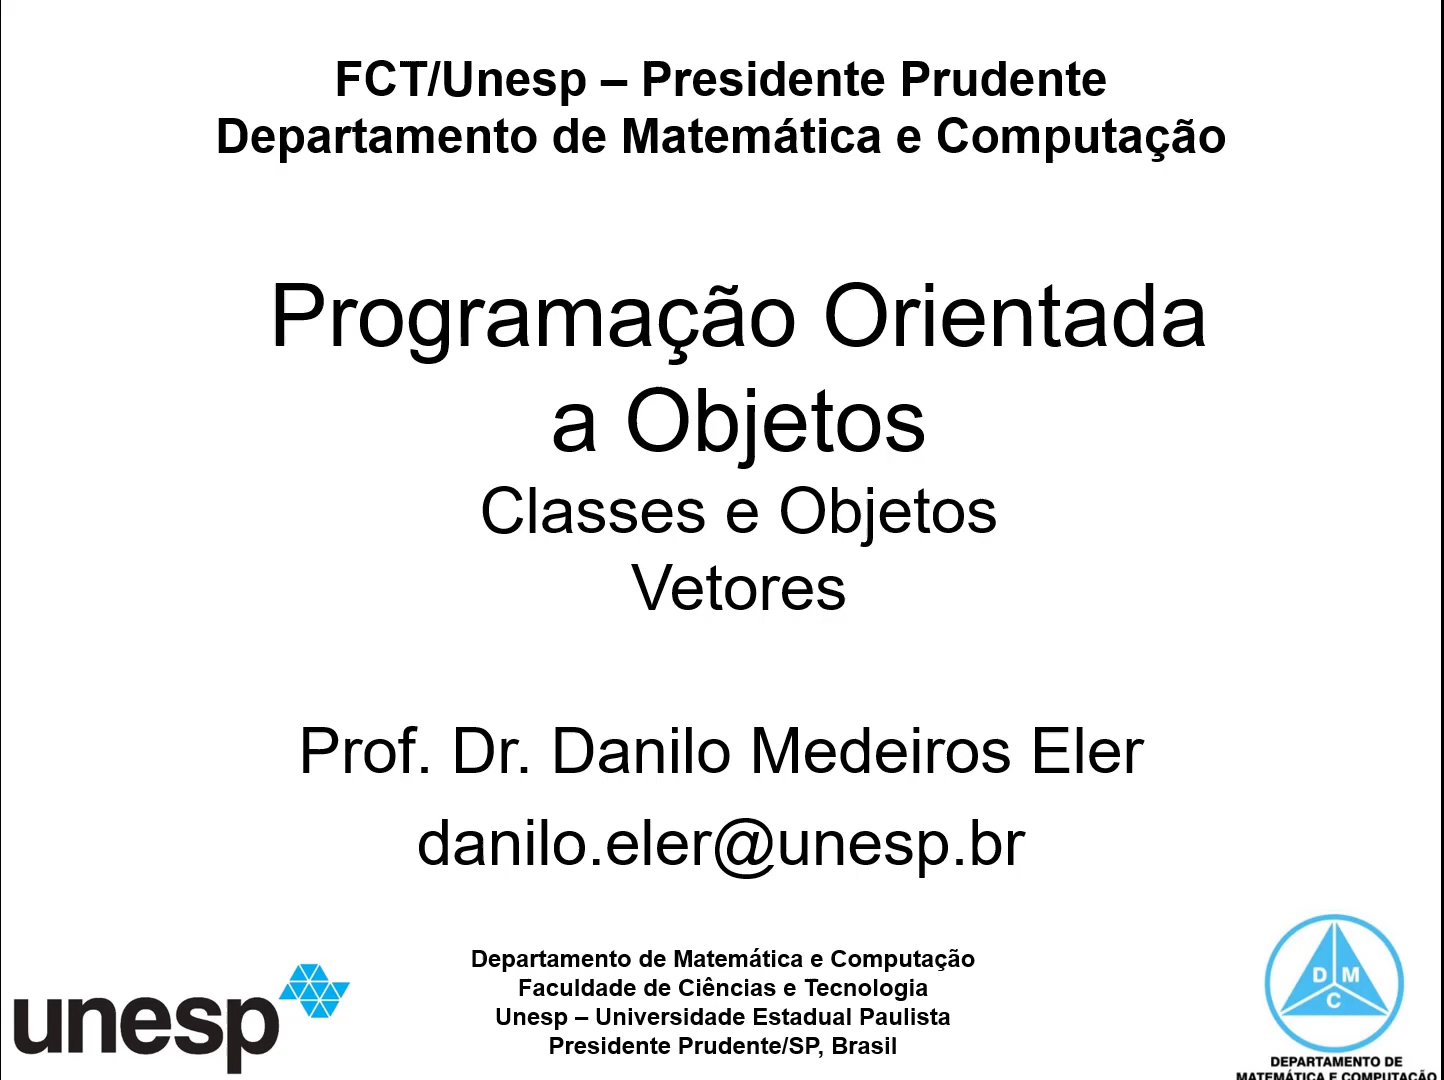 FCT/Unesp – Presidente Prudente
Departamento de Matemática e Computação
Programação Orientada
a Objetos
Classes e Objetos
Vetores
Prof. Dr. Danilo Medeiros Eler
danilo.eler@unesp.br
unesp
Departamento de Matemática e Computação
Faculdade de Ciências e Tecnologia
Unesp – Universidade Estadual Paulista
Presidente Prudente/SP, Brasil
D M
C
DEPARTAMENTO DE
MATEMÁTICA E COMPUTAÇÃO